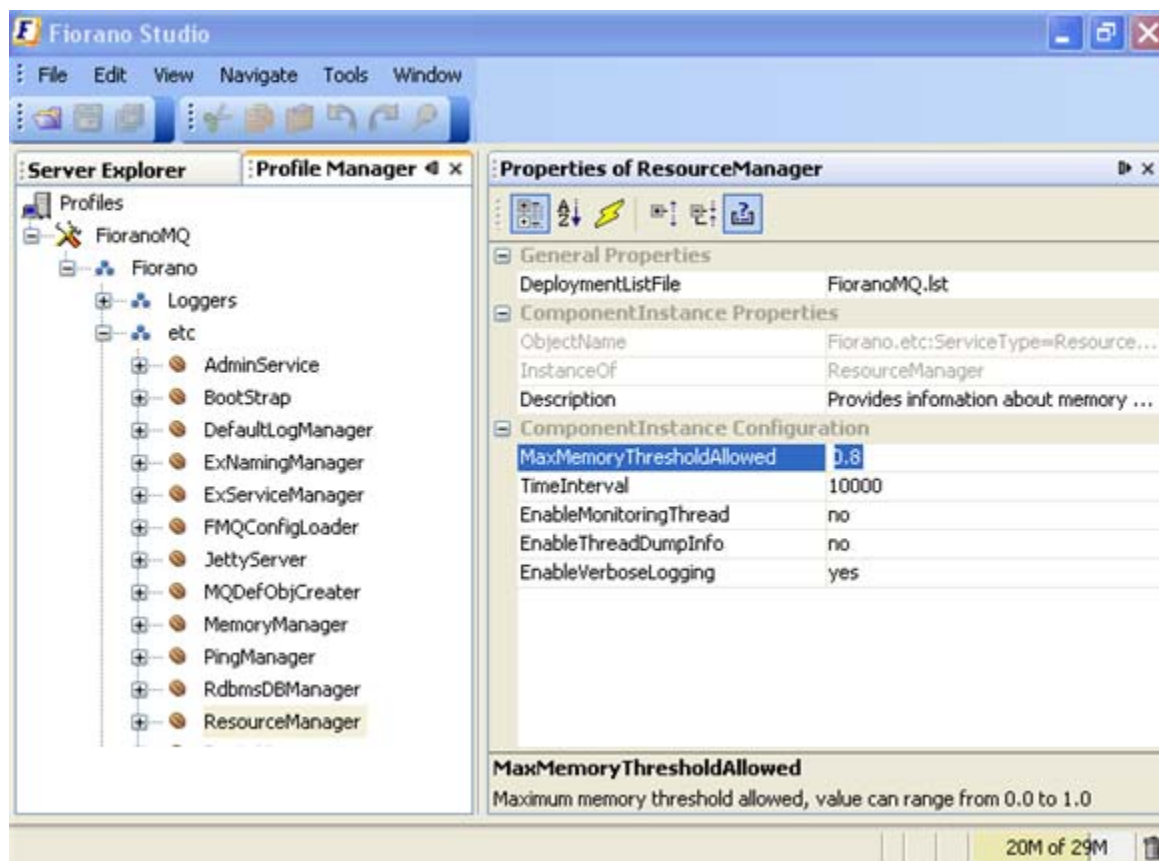 Fiorano Studio
File Edit View Navigate Tools Window
Server Explorer
Profile Manager
Profiles
FioranoMQ
Fiorano
Loggers
etc
AdminService
BootStrap
DefaultLogManager
ExNamingManager
ExServiceManager
FMQConfigLoader
JettyServer
MQDefObjCreater
MemoryManager
PingManager
RdbmsDBManager
ResourceManager
Properties of ResourceManager
General Properties
DeploymentListFile FioranoMQ.lst
ComponentInstance Properties
ObjectName Fiorano.etc:ServiceType=Resource...
InstanceOf ResourceManager
Description Provides infomation about memory ...
ComponentInstance Configuration
MaxMemoryThresholdAllowed 0.8
TimeInterval 10000
EnableMonitoringThread no
EnableThreadDumpInfo no
EnableVerboseLogging yes
MaxMemoryThresholdAllowed
Maximum memory threshold allowed, value can range from 0.0 to 1.0
20M of 29M